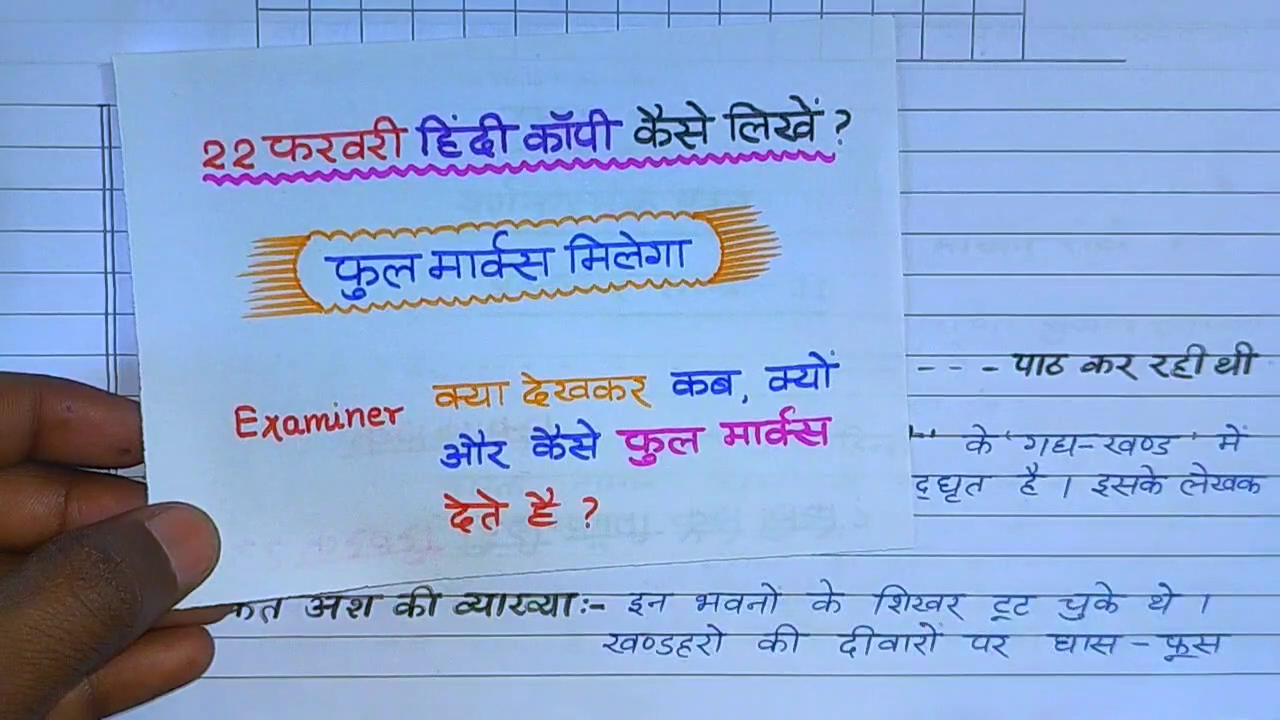 22 फरवरी हिंदी कॉपी कैसे लिखें ?
फुल मार्क्स मिलेगा
Examiner क्या देखकर कब, क्यों
और कैसे फुल मार्क्स
देते है ?
- - - पाठ कर रही थी
के 'गद्य-खण्ड' में
है । इसके लेखक
अंश की व्याख्या:- इन भवनो के शिखर टूट चुके थे ।
खण्डहरो की दीवारों पर घास - फूस